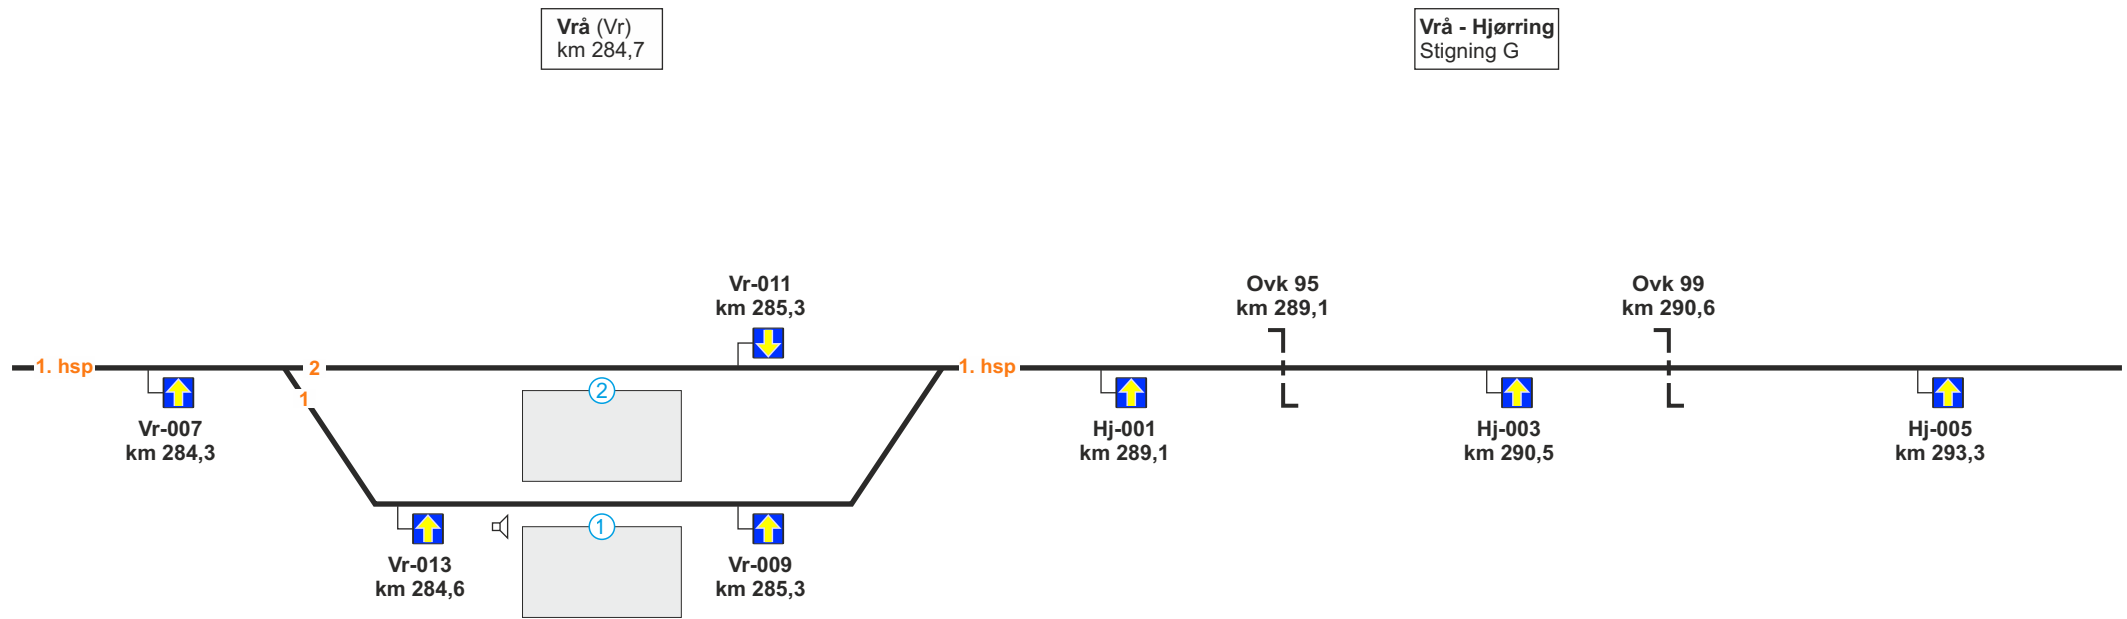 Vrå (Vr)
km 284,7
Vrå - Hjørring
Stigning G
Vr-011
km 285,3
Ovk 95
km 289,1
Ovk 99
km 290,6
1. hsp
2
1. hsp
1
2
Vr-007
km 284,3
Hj-001
km 289,1
Hj-003
km 290,5
Hj-005
km 293,3
1
Vr-013
km 284,6
Vr-009
km 285,3